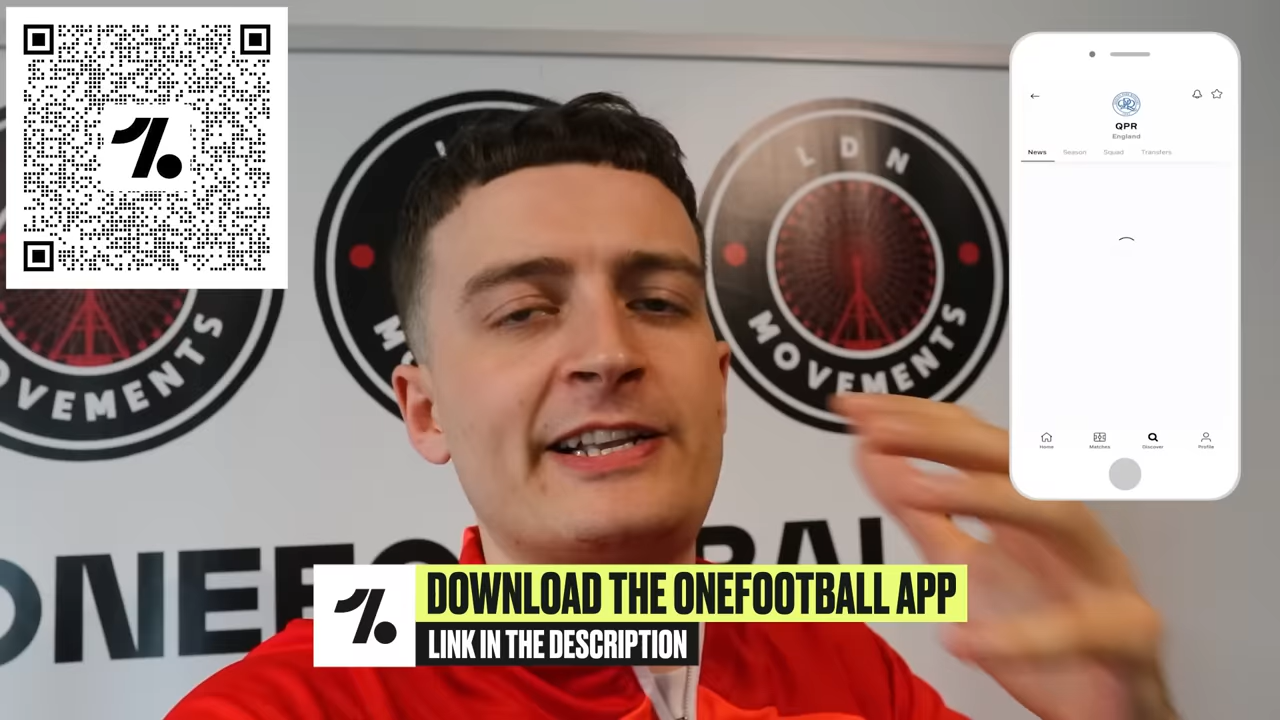 QPR
England
News Season Squad Transfers
LDN
MOVEMENTS
Home Matches Discover Profile
DOWNLOAD THE ONEFOOTBALL APP
LINK IN THE DESCRIPTION